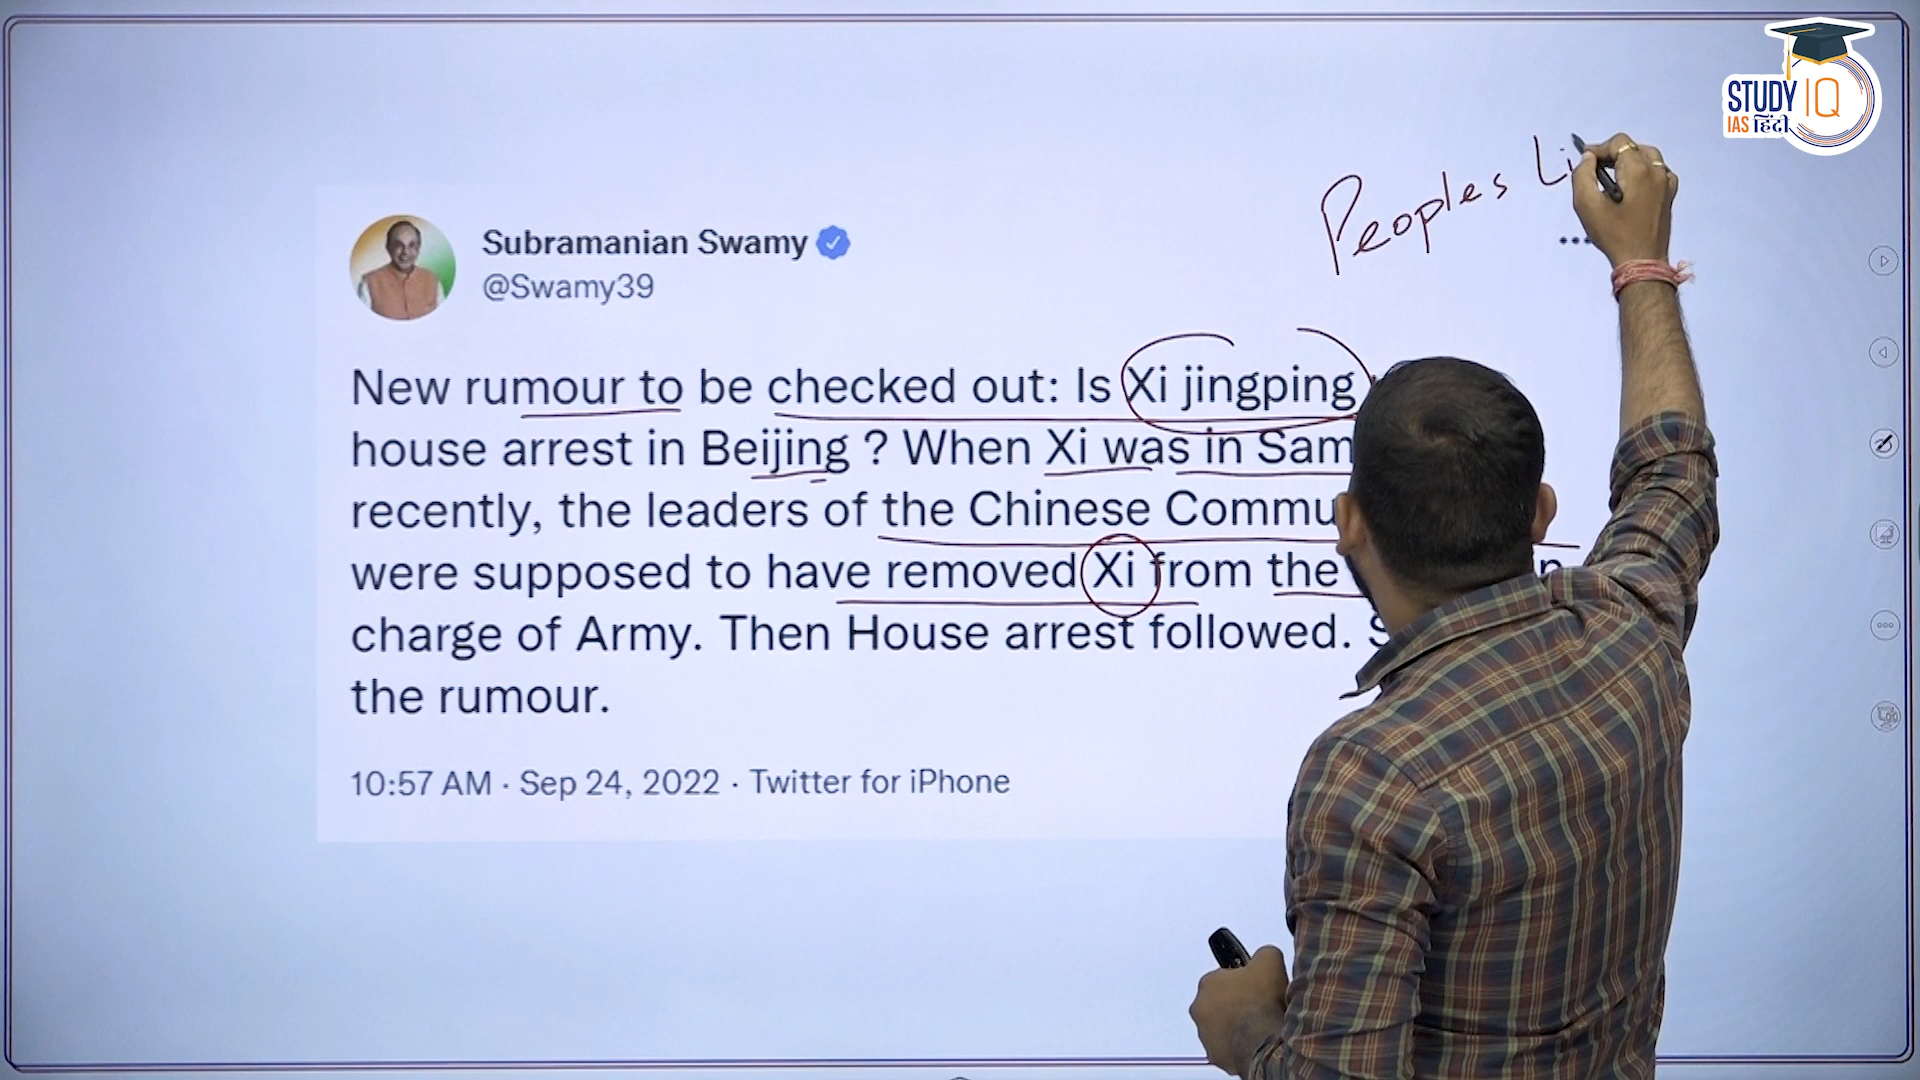 STUDY IQ
IAS हिंदी
Peoples Li
Subramanian Swamy
@Swamy39
New rumour to be checked out: Is Xi jingping
house arrest in Beijing ? When Xi was in Sam
recently, the leaders of the Chinese Commu
were supposed to have removed Xi from the
charge of Army. Then House arrest followed. S
the rumour.
10:57 AM · Sep 24, 2022 · Twitter for iPhone